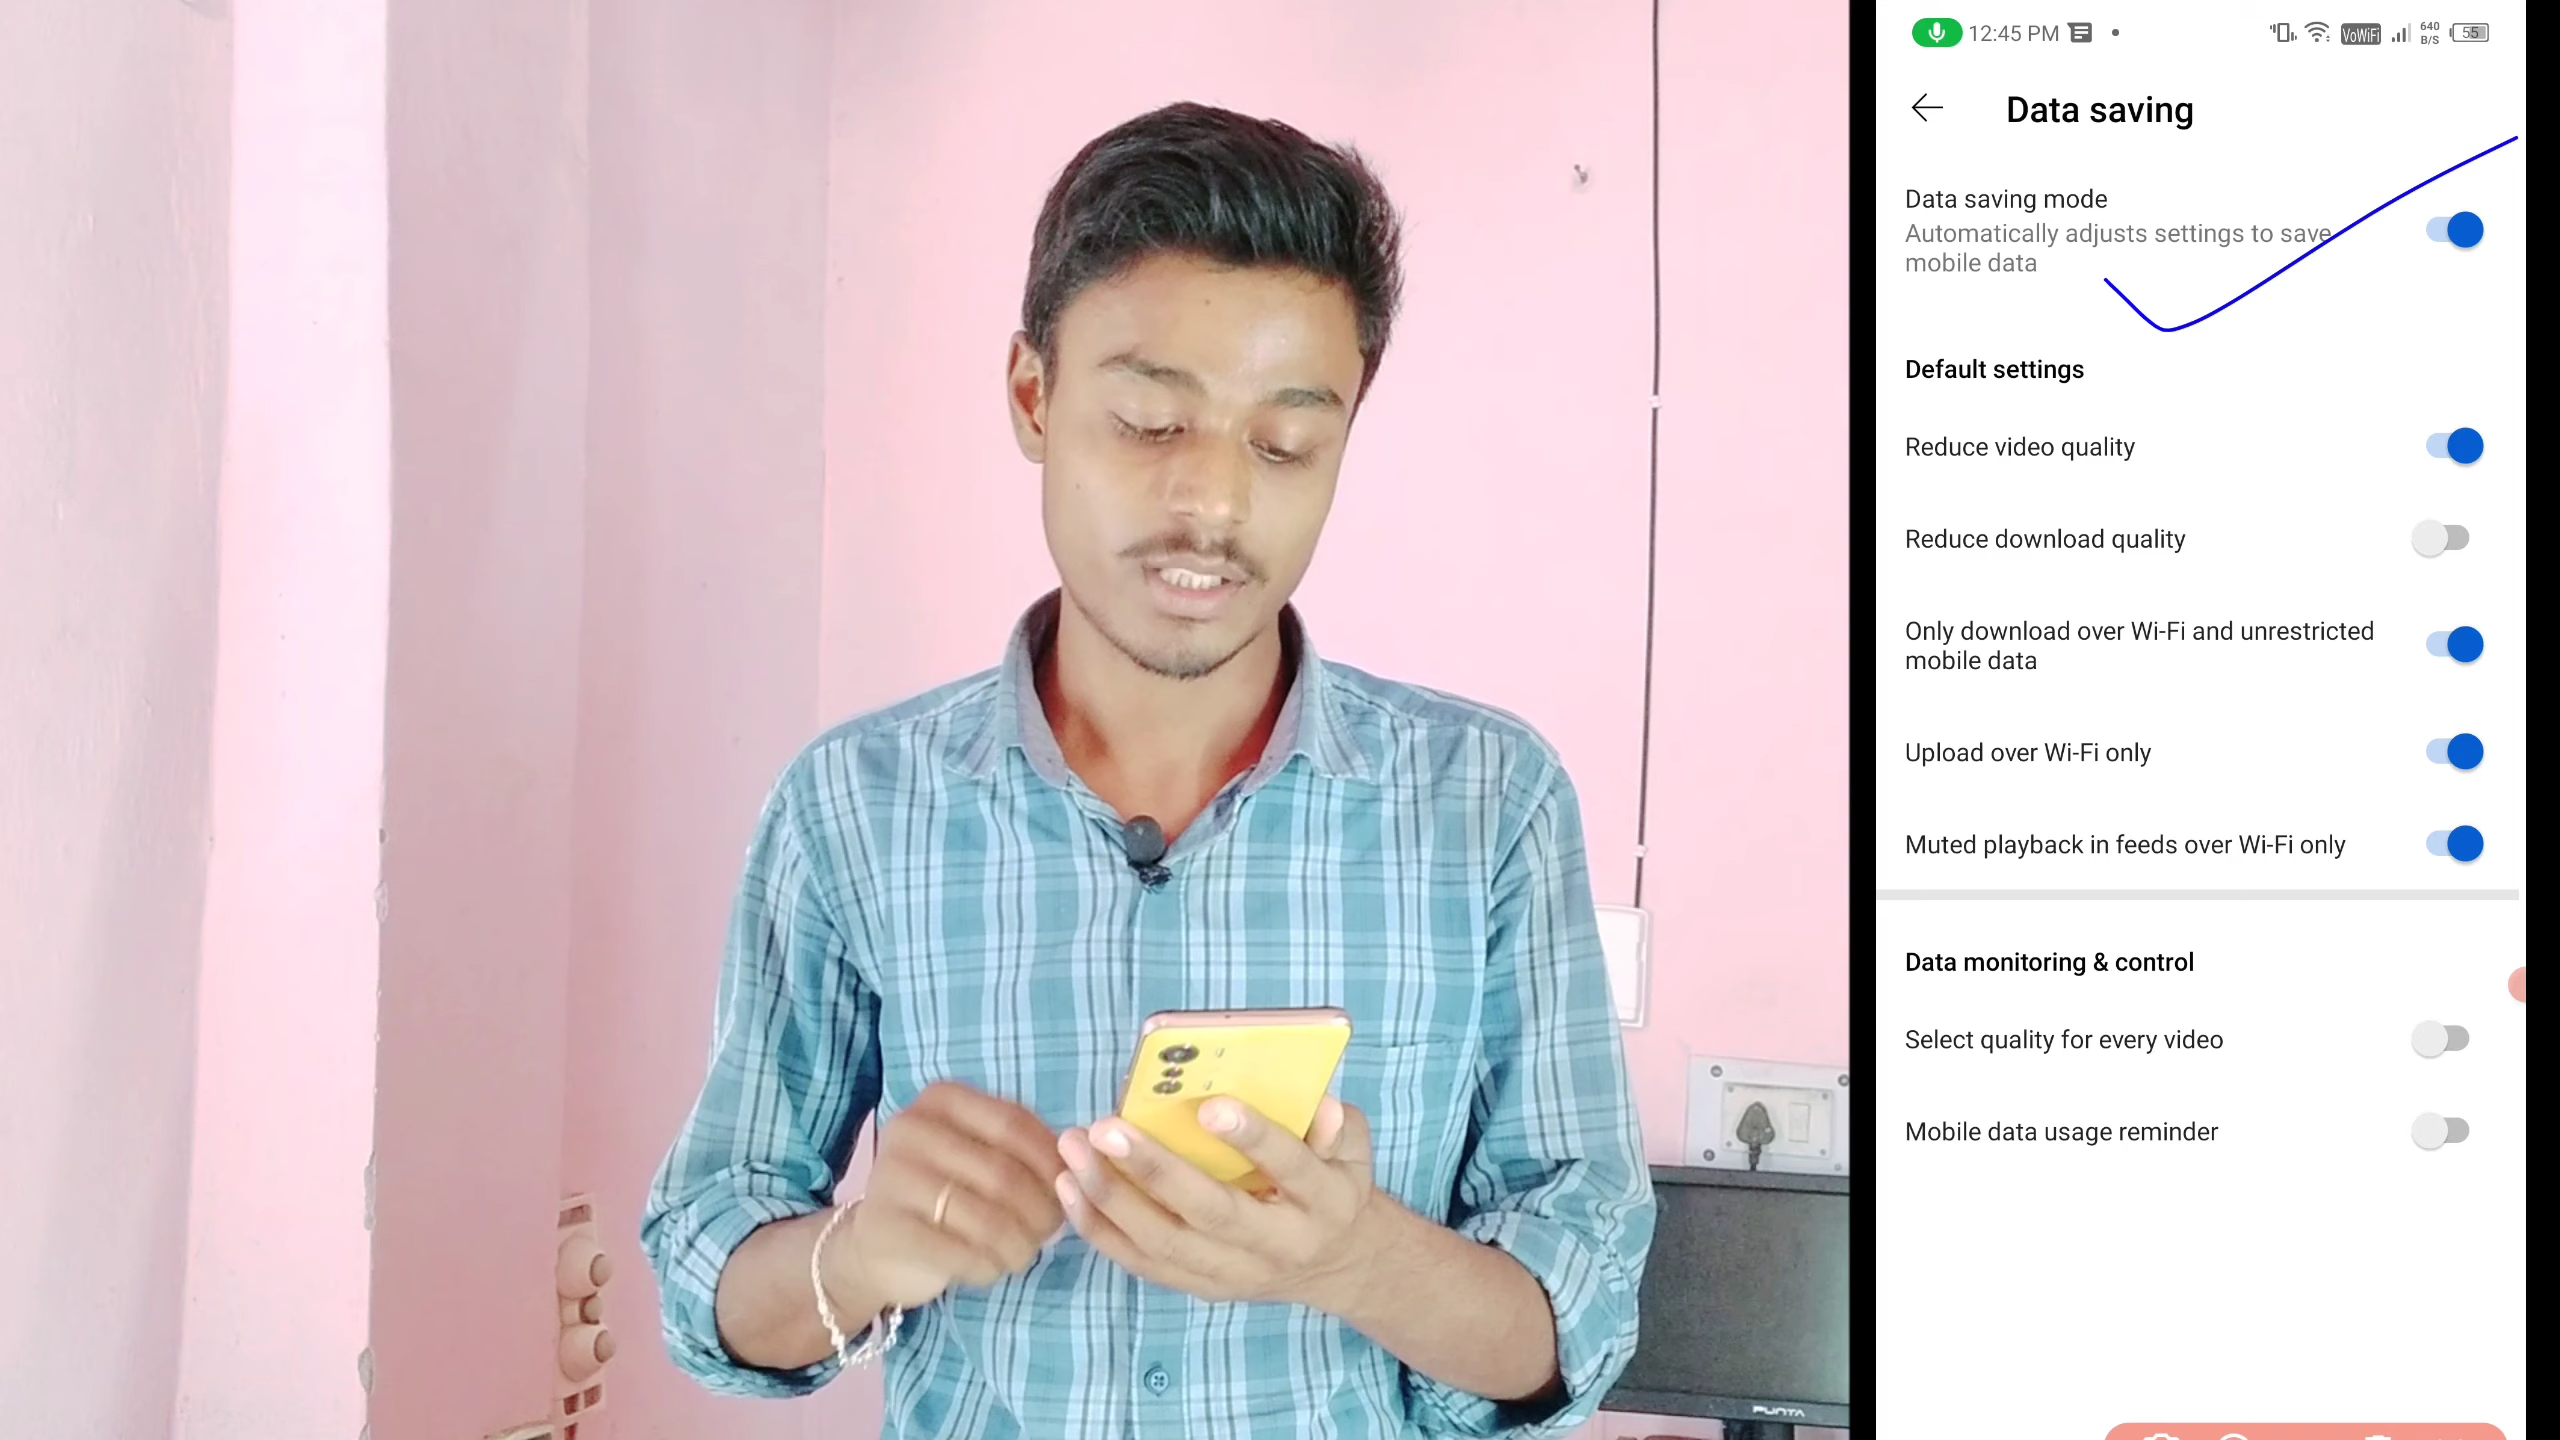 12:45 PM
VoWiFi
640
B/S
55
Data saving
Data saving mode
Automatically adjusts settings to save
mobile data
Default settings
Reduce video quality
Reduce download quality
Only download over Wi-Fi and unrestricted
mobile data
Upload over Wi-Fi only
Muted playback in feeds over Wi-Fi only
Data monitoring & control
Select quality for every video
Mobile data usage reminder
PUNTA